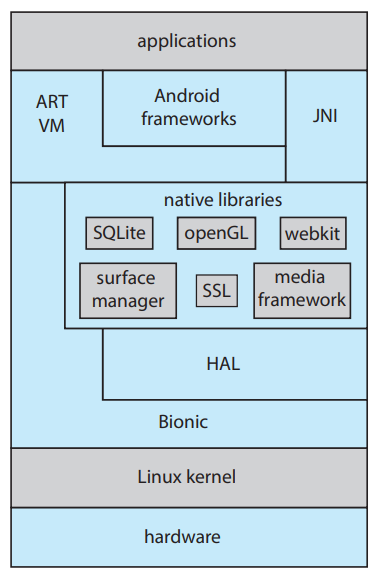 applications
ART
VM
Android
frameworks
JNI
native libraries
SQLite
openGL
webkit
surface
manager
SSL
media
framework
HAL
Bionic
Linux kernel
hardware